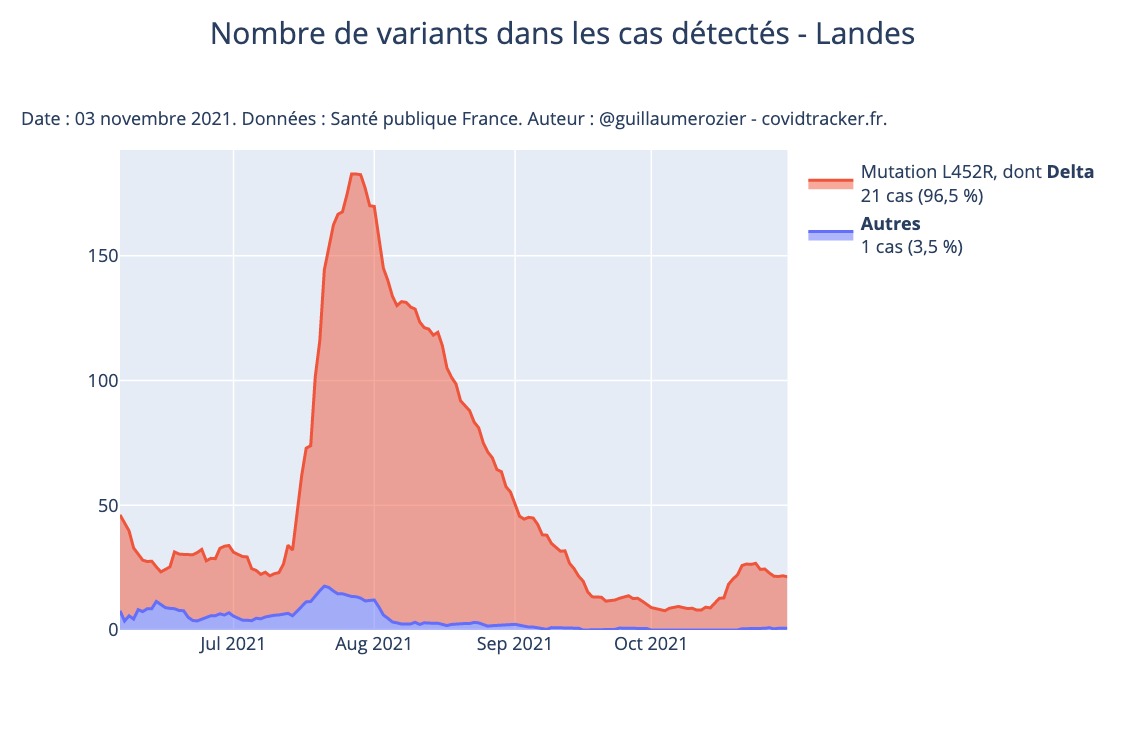 Nombre de variants dans les cas détectés - Landes
Date : 03 novembre 2021. Données : Santé publique France. Auteur : @guillaumerozier - covidtracker.fr.
Mutation L452R, dont Delta
21 cas (96,5 %)
Autres
1 cas (3,5 %)
150
100
50
0
Jul 2021 Aug 2021 Sep 2021 Oct 2021